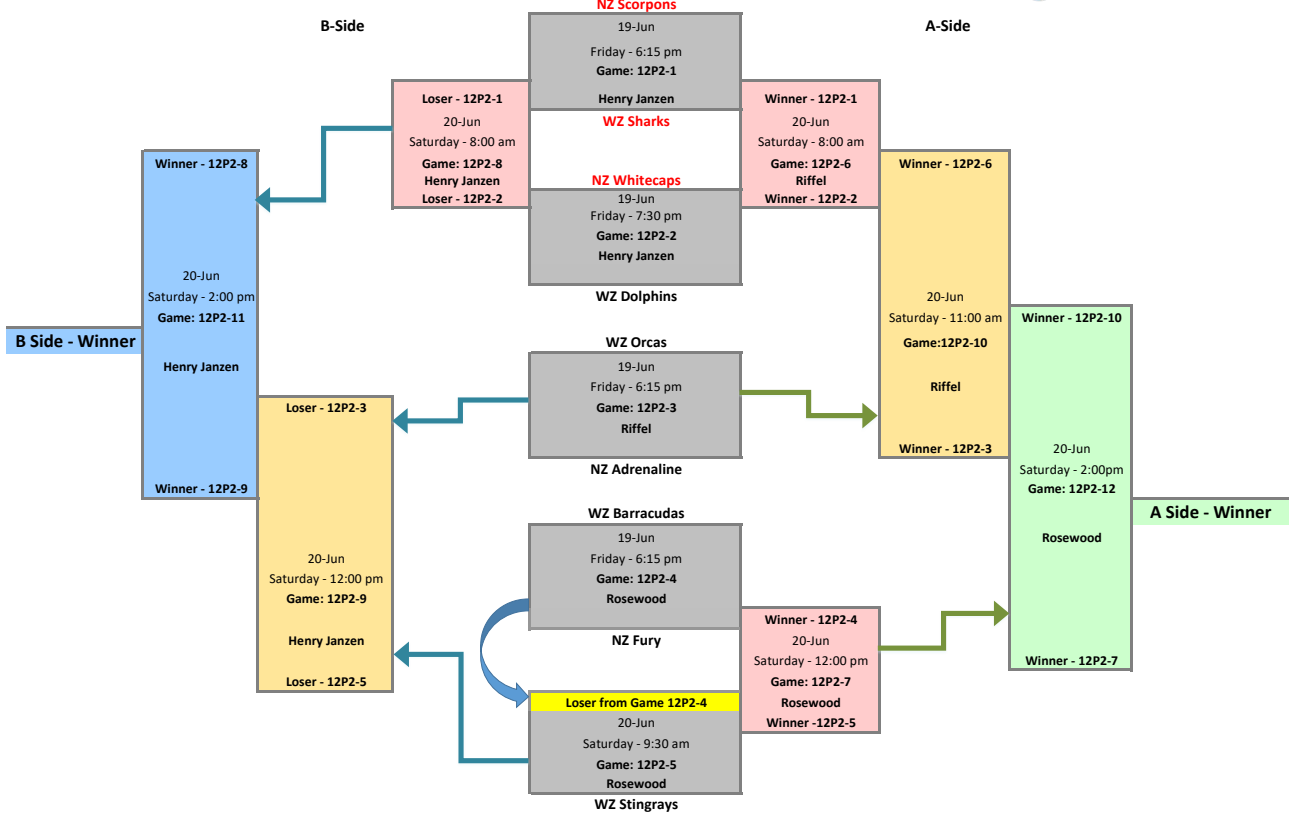 NZ Scorpons
B-Side
19-Jun
A-Side
Friday - 6:15 pm
Game: 12P2-1
Henry Janzen
WZ Sharks
Loser - 12P2-1
20-Jun
Saturday - 8:00 am
Game: 12P2-8
Henry Janzen
Loser - 12P2-2
Winner - 12P2-1
20-Jun
Saturday - 8:00 am
Game: 12P2-6
Riffel
Winner - 12P2-2
NZ Whitecaps
19-Jun
Friday - 7:30 pm
Game: 12P2-2
Henry Janzen
WZ Dolphins
Winner - 12P2-8
20-Jun
Saturday - 2:00 pm
Game: 12P2-11
Henry Janzen
Winner - 12P2-9
B Side - Winner
Winner - 12P2-6
20-Jun
Saturday - 11:00 am
Game:12P2-10
Riffel
Winner - 12P2-3
WZ Orcas
19-Jun
Friday - 6:15 pm
Game: 12P2-3
Riffel
NZ Adrenaline
Winner - 12P2-10
20-Jun
Saturday - 2:00pm
Game: 12P2-12
Rosewood
Winner - 12P2-7
A Side - Winner
Loser - 12P2-3
20-Jun
Saturday - 12:00 pm
Game: 12P2-9
Henry Janzen
Loser - 12P2-5
WZ Barracudas
19-Jun
Friday - 6:15 pm
Game: 12P2-4
Rosewood
NZ Fury
Winner - 12P2-4
20-Jun
Saturday - 12:00 pm
Game: 12P2-7
Rosewood
Winner -12P2-5
Loser from Game 12P2-4
20-Jun
Saturday - 9:30 am
Game: 12P2-5
Rosewood
WZ Stingrays